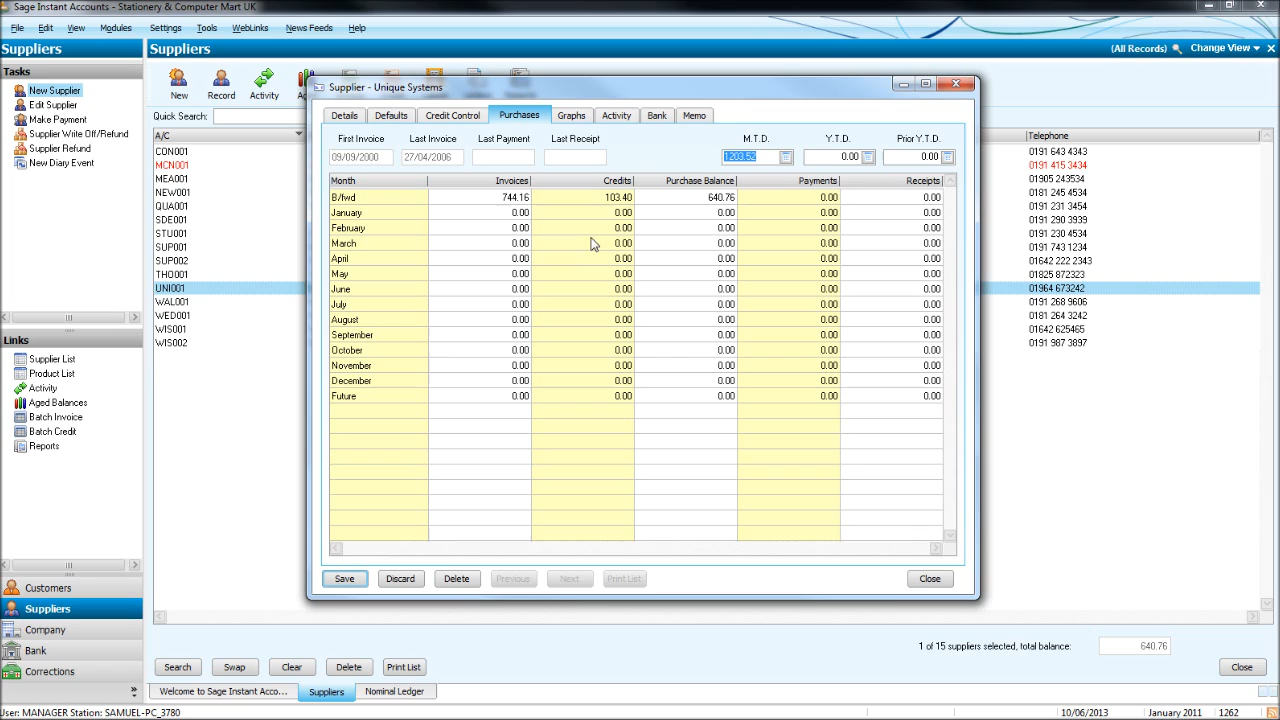 Sage Instant Accounts - Stationery & Computer Mart UK
File Edit View Modules Settings Tools WebLinks News Feeds Help
Suppliers
Suppliers
(All Records) Change View
Tasks
New Supplier
Edit Supplier
Make Payment
Supplier Write Off/Refund
Supplier Refund
New Diary Event
Links
Supplier List
Product List
Activity
Aged Balances
Batch Invoice
Batch Credit
Reports
Customers
Suppliers
Company
Bank
Corrections
New Record Activity
Quick Search:
A/C Telephone
CON001 0191 643 4343
MCN001 0191 415 3434
MEA001 01905 243534
NEW001 0181 245 4534
QUA001 0191 230 4534
SDE001 0191 290 3939
STU001 0191 230 4534
SUP001 0191 743 1234
SUP002 01642 222 2343
THO001 01825 872323
UNI001 01964 673242
WAL001 0191 268 9606
WED001 0181 264 3242
WIS001 01642 625465
WIS002 0191 987 3897
Supplier - Unique Systems
Details Defaults Credit Control Purchases Graphs Activity Bank Memo
First Invoice Last Invoice Last Payment Last Receipt M.T.D. Y.T.D. Prior Y.T.D.
09/09/2000 27/04/2006 1203.52 0.00 0.00
Month Invoices Credits Purchase Balance Payments Receipts
B/fwd 744.16 103.40 640.76 0.00 0.00
January 0.00 0.00 0.00 0.00 0.00
February 0.00 0.00 0.00 0.00 0.00
March 0.00 0.00 0.00 0.00 0.00
April 0.00 0.00 0.00 0.00 0.00
May 0.00 0.00 0.00 0.00 0.00
June 0.00 0.00 0.00 0.00 0.00
July 0.00 0.00 0.00 0.00 0.00
August 0.00 0.00 0.00 0.00 0.00
September 0.00 0.00 0.00 0.00 0.00
October 0.00 0.00 0.00 0.00 0.00
November 0.00 0.00 0.00 0.00 0.00
December 0.00 0.00 0.00 0.00 0.00
Future 0.00 0.00 0.00 0.00 0.00
Save Discard Delete Previous Next Print List Close
1 of 15 suppliers selected, total balance: 640.76
Search Swap Clear Delete Print List Close
Welcome to Sage Instant Acco... Suppliers Nominal Ledger
User: MANAGER Station: SAMUEL-PC_3780 10/06/2013 January 2011 1262